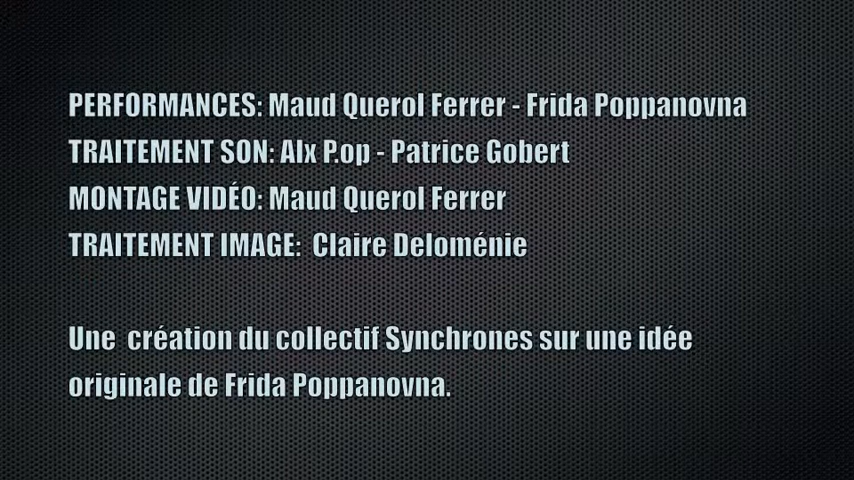 PERFORMANCES: Maud Querol Ferrer - Frida Poppanovna
TRAITEMENT SON: Alx P.op - Patrice Gobert
MONTAGE VIDÉO: Maud Querol Ferrer
TRAITEMENT IMAGE:  Claire Deloménie
Une  création du collectif Synchrones sur une idée
originale de Frida Poppanovna.